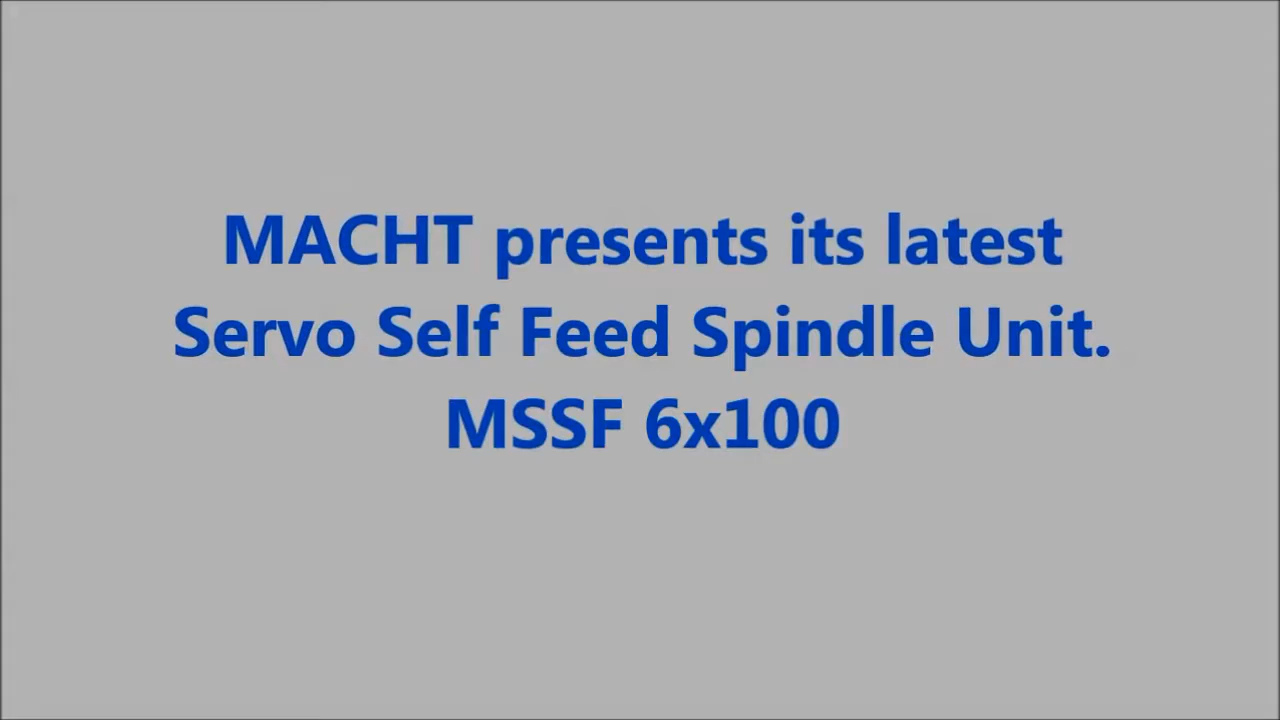 MACHT presents its latest
Servo Self Feed Spindle Unit.
MSSF 6x100